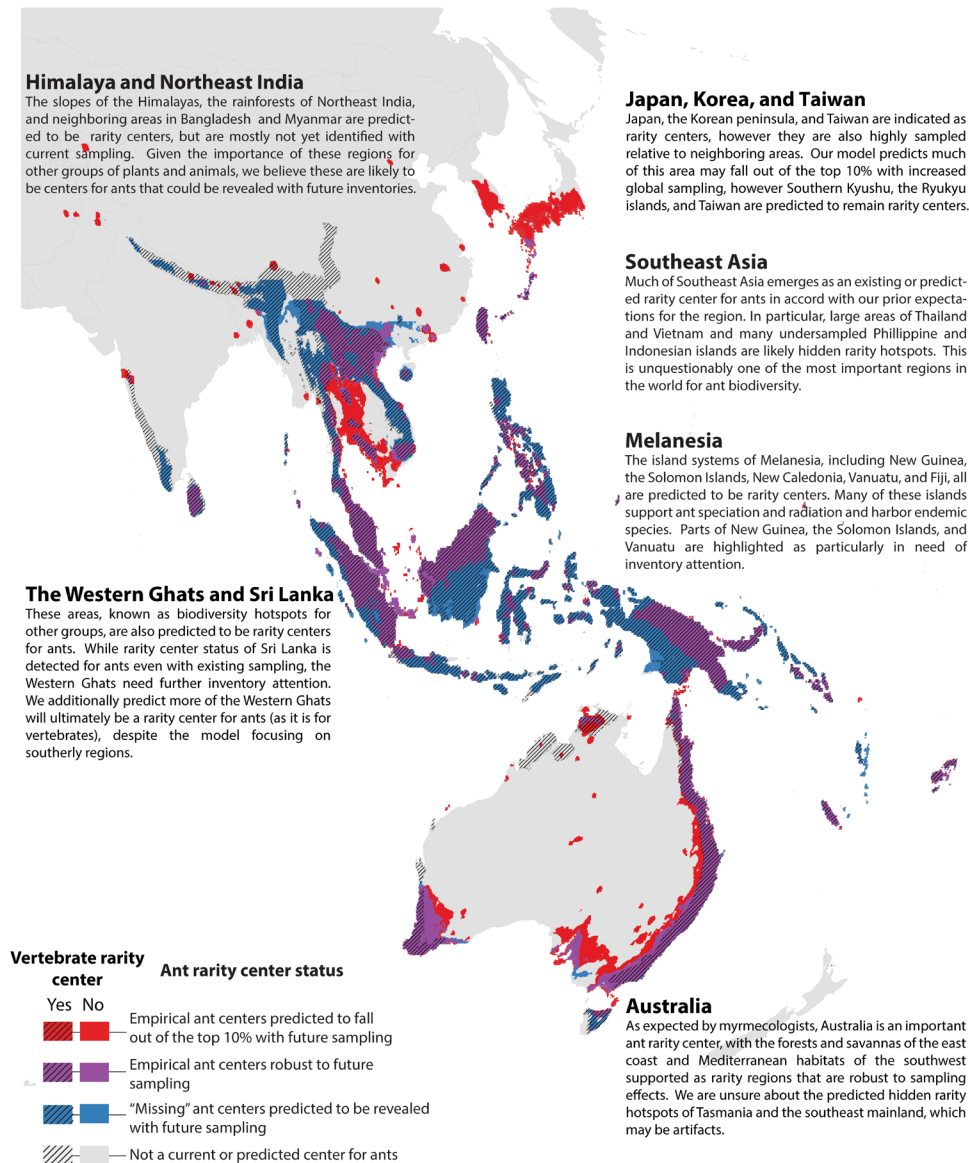 Himalaya and Northeast India
The slopes of the Himalayas, the rainforests of Northeast India,
and neighboring areas in Bangladesh and Myanmar are predict-
ed to be rarity centers, but are mostly not yet identified with
current sampling. Given the importance of these regions for
other groups of plants and animals, we believe these are likely to
be centers for ants that could be revealed with future inventories.
Japan, Korea, and Taiwan
Japan, the Korean peninsula, and Taiwan are indicated as
rarity centers, however they are also highly sampled
relative to neighboring areas. Our model predicts much
of this area may fall out of the top 10% with increased
global sampling, however Southern Kyushu, the Ryukyu
islands, and Taiwan are predicted to remain rarity centers.
Southeast Asia
Much of Southeast Asia emerges as an existing or predict-
ed rarity center for ants in accord with our prior expecta-
tions for the region. In particular, large areas of Thailand
and Vietnam and many undersampled Phillippine and
Indonesian islands are likely hidden rarity hotspots. This
is unquestionably one of the most important regions in
the world for ant biodiversity.
Melanesia
The island systems of Melanesia, including New Guinea,
the Solomon Islands, New Caledonia, Vanuatu, and Fiji, all
are predicted to be rarity centers. Many of these islands
support ant speciation and radiation and harbor endemic
species. Parts of New Guinea, the Solomon Islands, and
Vanuatu are highlighted as particularly in need of
inventory attention.
The Western Ghats and Sri Lanka
These areas, known as biodiversity hotspots for
other groups, are also predicted to be rarity centers
for ants. While rarity center status of Sri Lanka is
detected for ants even with existing sampling, the
Western Ghats need further inventory attention.
We additionally predict more of the Western Ghats
will ultimately be a rarity center for ants (as it is for
vertebrates), despite the model focusing on
southerly regions.
Australia
As expected by myrmecologists, Australia is an important
ant rarity center, with the forests and savannas of the east
coast and Mediterranean habitats of the southwest
supported as rarity regions that are robust to sampling
effects. We are unsure about the predicted hidden rarity
hotspots of Tasmania and the southeast mainland, which
may be artifacts.
Vertebrate rarity
center
Yes No
Ant rarity center status
Empirical ant centers predicted to fall
out of the top 10% with future sampling
Empirical ant centers robust to future
sampling
“Missing” ant centers predicted to be revealed
with future sampling
Not a current or predicted center for ants